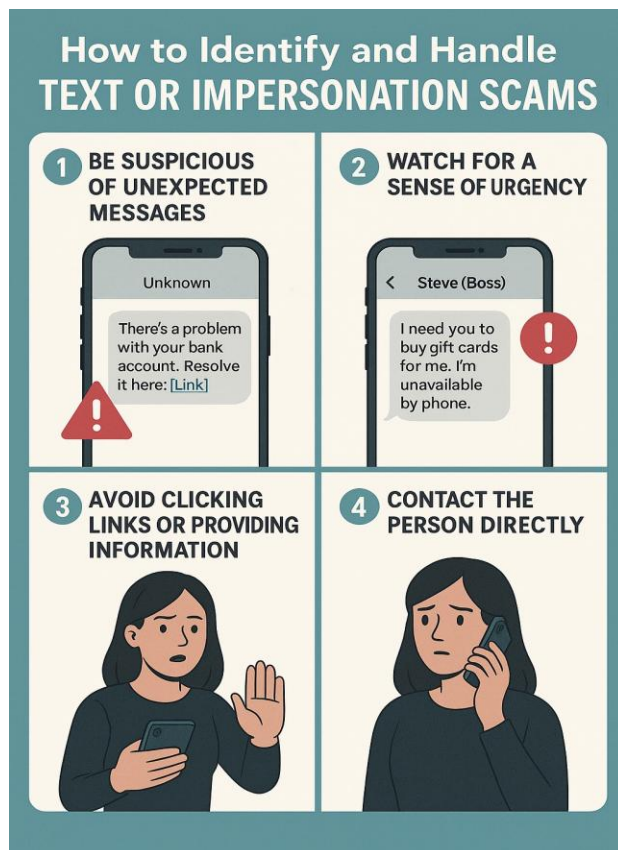 How to Identify and Handle
TEXT OR IMPERSONATION SCAMS
1 BE SUSPICIOUS
OF UNEXPECTED
MESSAGES
Unknown
There's a problem
with your bank
account. Resolve
it here: [Link]
2 WATCH FOR A
SENSE OF URGENCY
< Steve (Boss)
I need you to
buy gift cards
for me. I'm
unavailable
by phone.
3 AVOID CLICKING
LINKS OR PROVIDING
INFORMATION
4 CONTACT THE
PERSON DIRECTLY